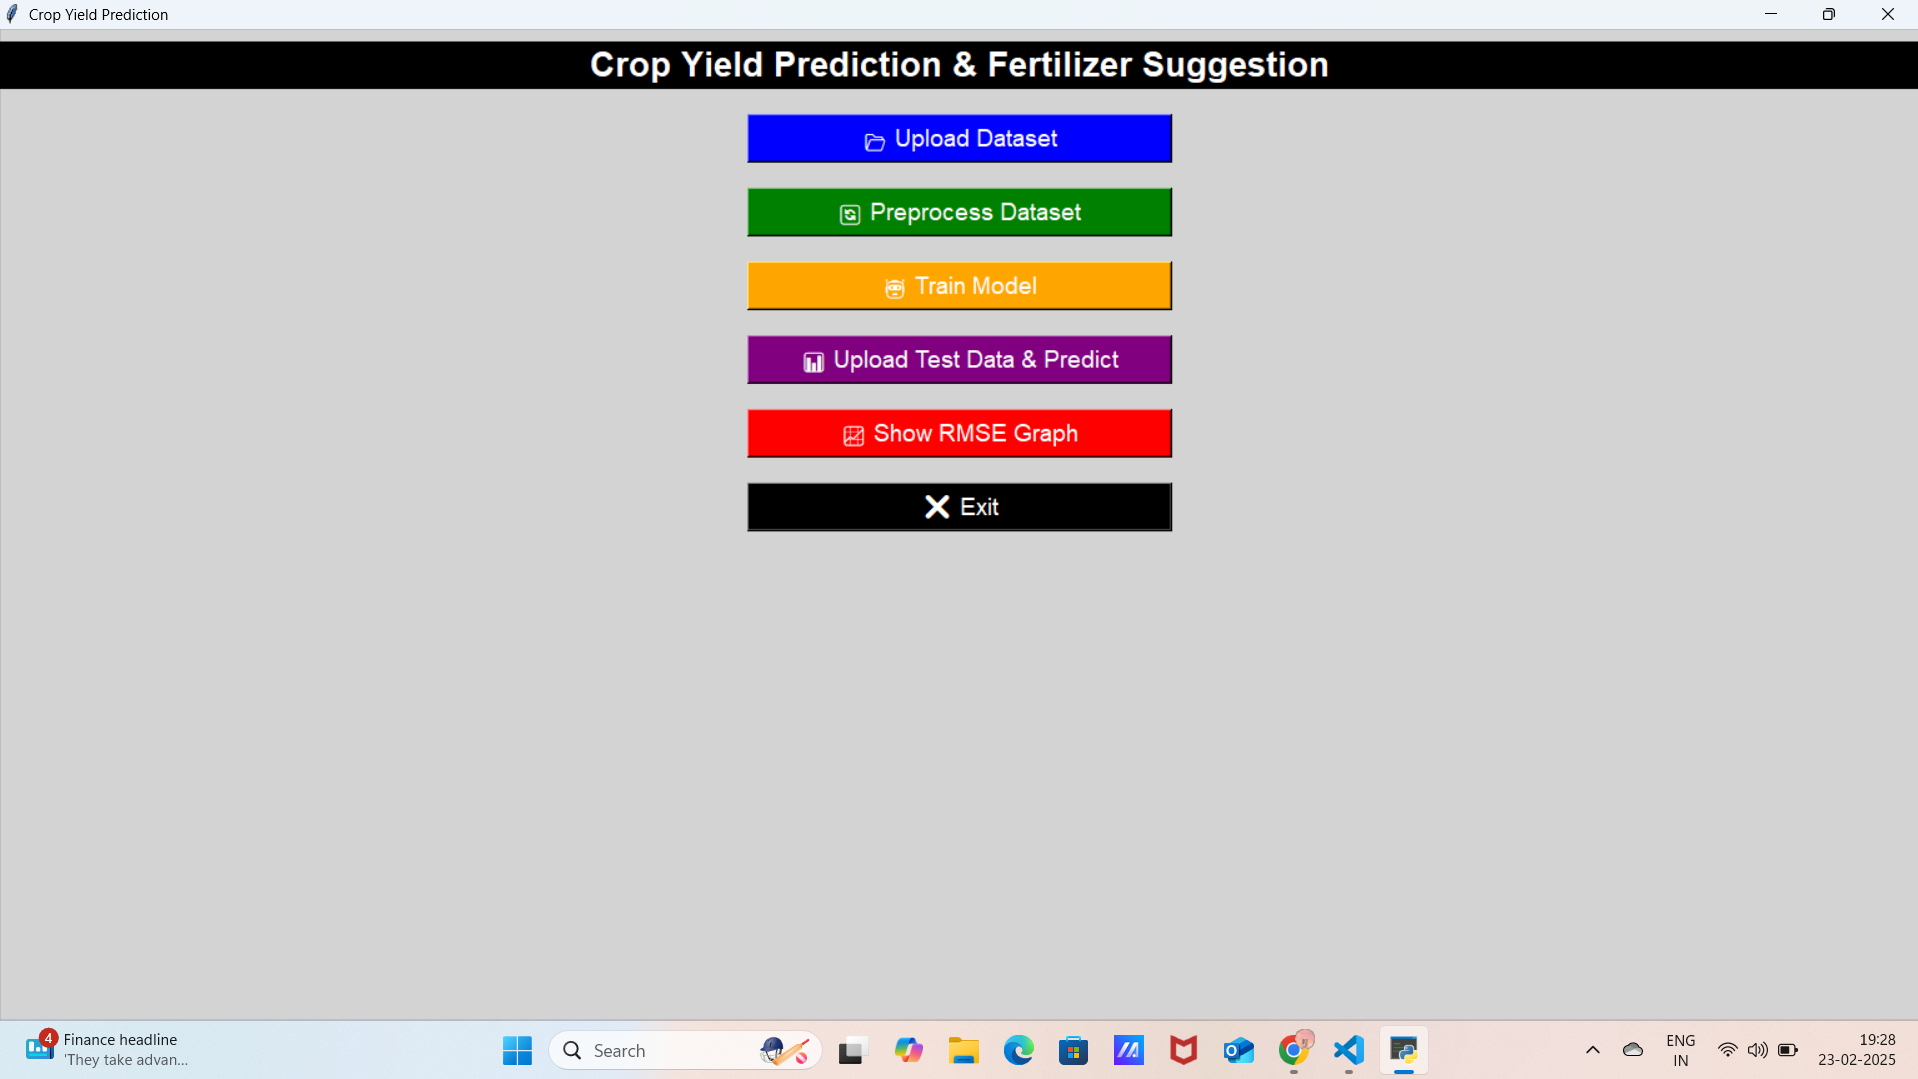 Crop Yield Prediction
Crop Yield Prediction & Fertilizer Suggestion
Upload Dataset
Preprocess Dataset
Train Model
Upload Test Data & Predict
Show RMSE Graph
Exit
4
Finance headline
'They take advan...
Search
ENG
IN
19:28
23-02-2025